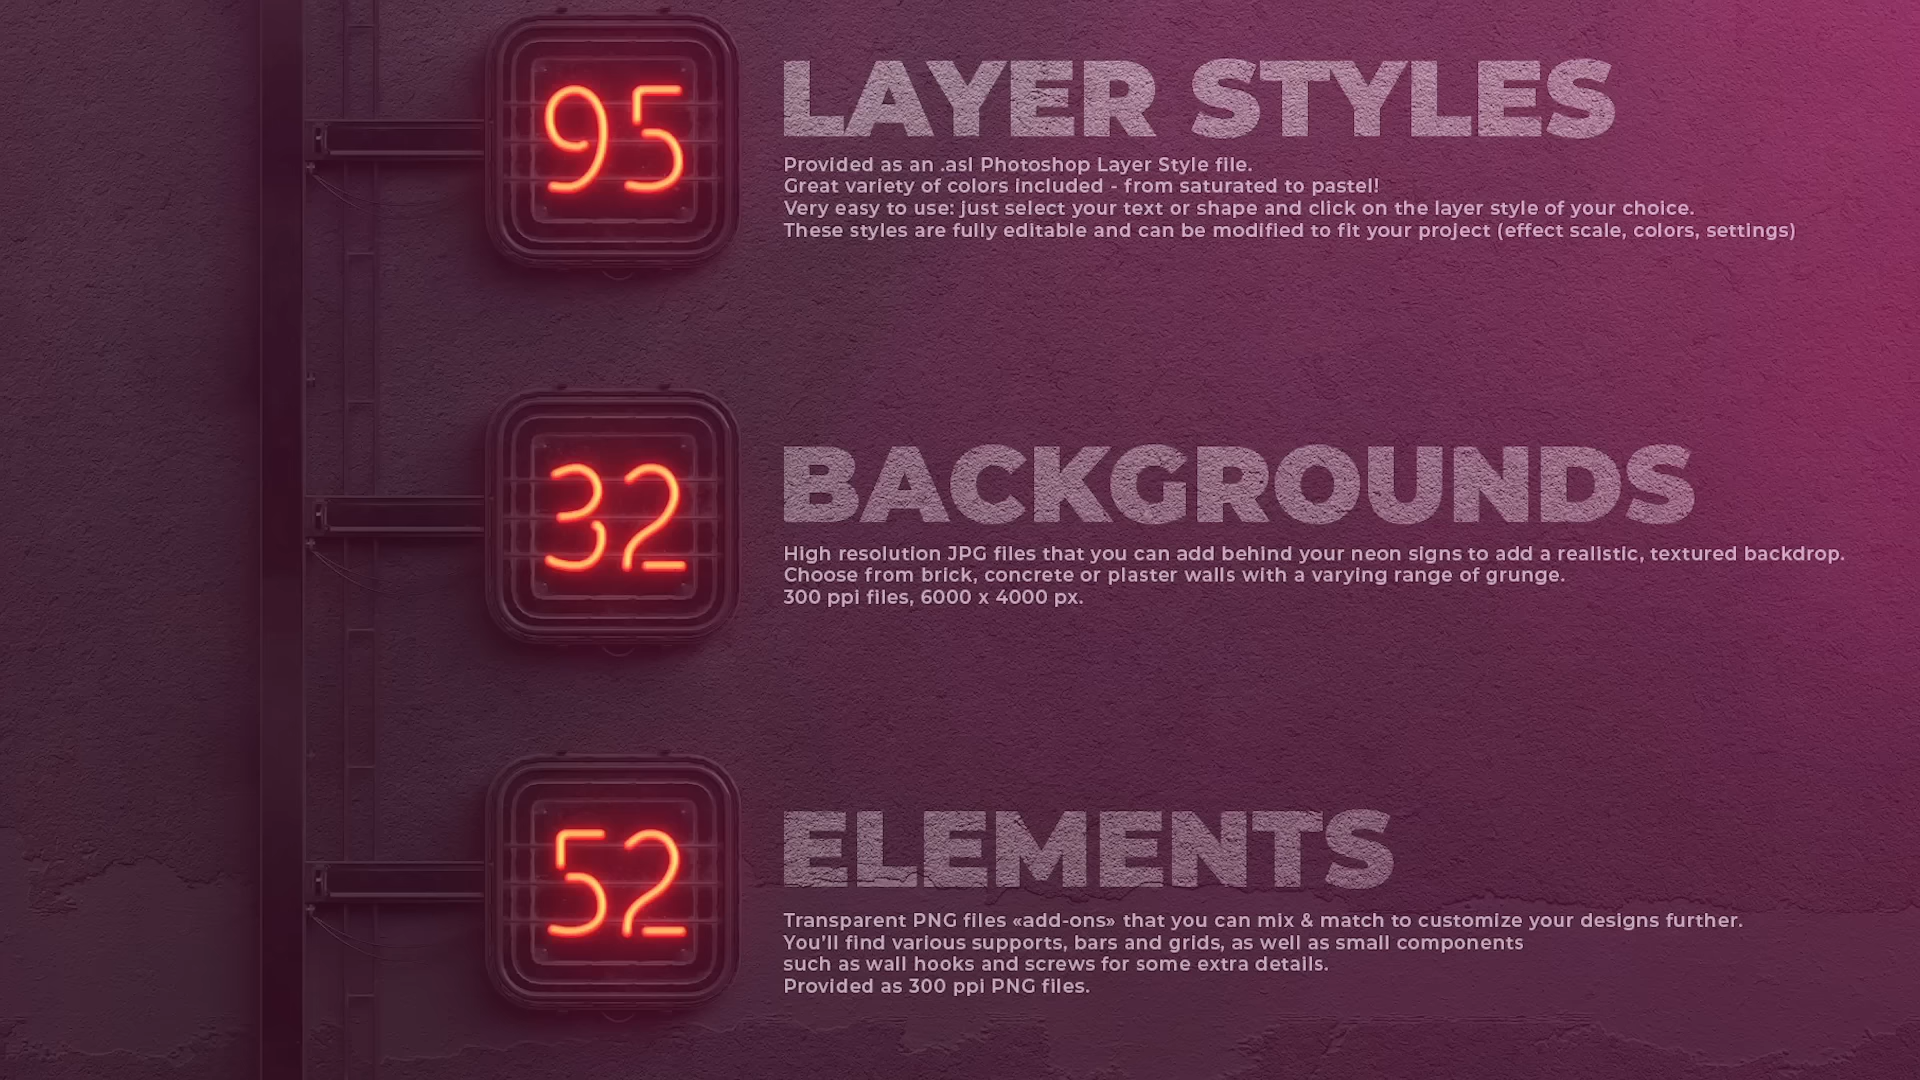 95
LAYER STYLES
Provided as an .asl Photoshop Layer Style file.
Great variety of colors included - from saturated to pastel!
Very easy to use: just select your text or shape and click on the layer style of your choice.
These styles are fully editable and can be modified to fit your project (effect scale, colors, settings)
32
BACKGROUNDS
High resolution JPG files that you can add behind your neon signs to add a realistic, textured backdrop.
Choose from brick, concrete or plaster walls with a varying range of grunge.
300 ppi files, 6000 x 4000 px.
52
ELEMENTS
Transparent PNG files «add-ons» that you can mix & match to customize your designs further.
You'll find various supports, bars and grids, as well as small components
such as wall hooks and screws for some extra details.
Provided as 300 ppi PNG files.